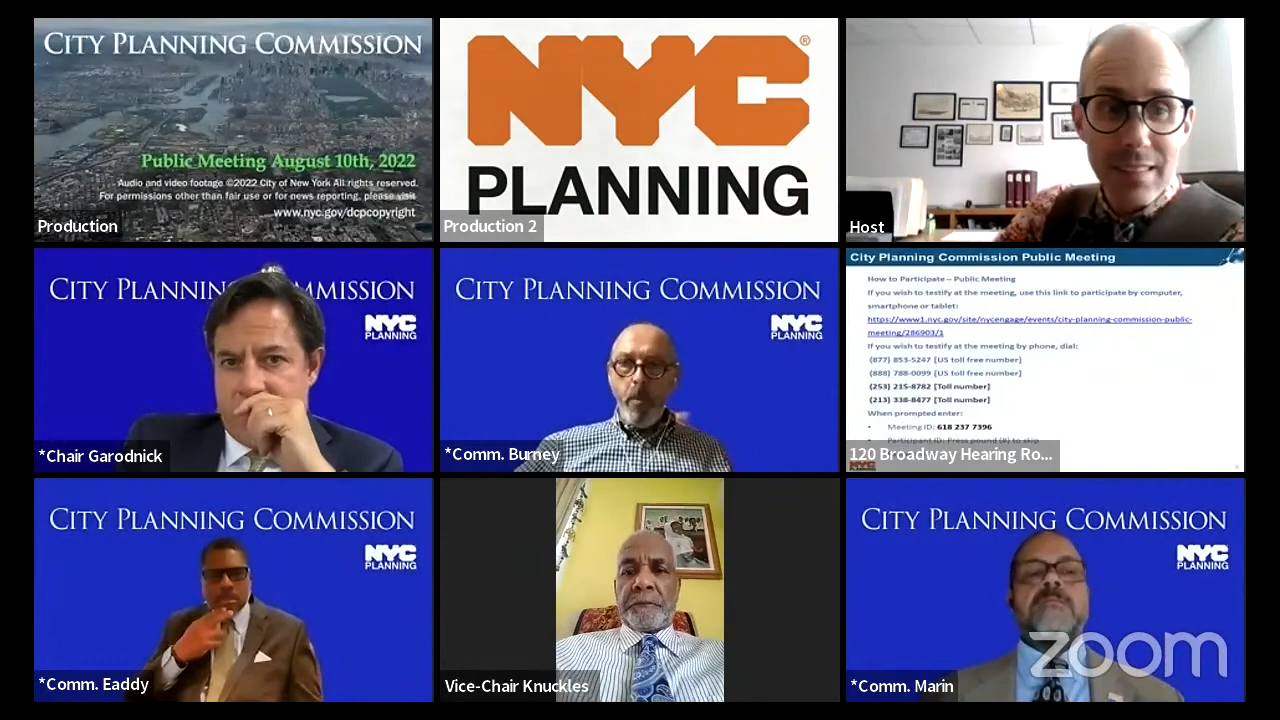 CITY PLANNING COMMISSION
Public Meeting August 10th, 2022
Audio and video footage ©2022 City of New York All rights reserved.
For permissions other than fair use or for news reporting, please visit
www.nyc.gov/dcpcopyright
Production
NYC®
PLANNING
Production 2
Host
CITY PLANNING COMMISSION
NYC
PLANNING
*Chair Garodnick
CITY PLANNING COMMISSION
NYC
PLANNING
*Comm. Burney
City Planning Commission Public Meeting
How to Participate – Public Meeting
If you wish to testify at the meeting, use this link to participate by computer,
smartphone or tablet:
https://www1.nyc.gov/site/nycengage/events/city-planning-commission-public-
meeting/286903/1
If you wish to testify at the meeting by phone, dial:
(877) 853-5247 [US toll free number]
(888) 788-0099 [US toll free number]
(253) 215-8782 [Toll number]
(213) 338-8477 [Toll number]
When prompted enter:
• Meeting ID: 618 237 7396
• Participant ID: Press pound (#) to skip
120 Broadway Hearing Ro...
CITY PLANNING COMMISSION
NYC
PLANNING
*Comm. Eaddy
Vice-Chair Knuckles
CITY PLANNING COMMISSION
NYC
PLANNING
*Comm. Marin
zoom